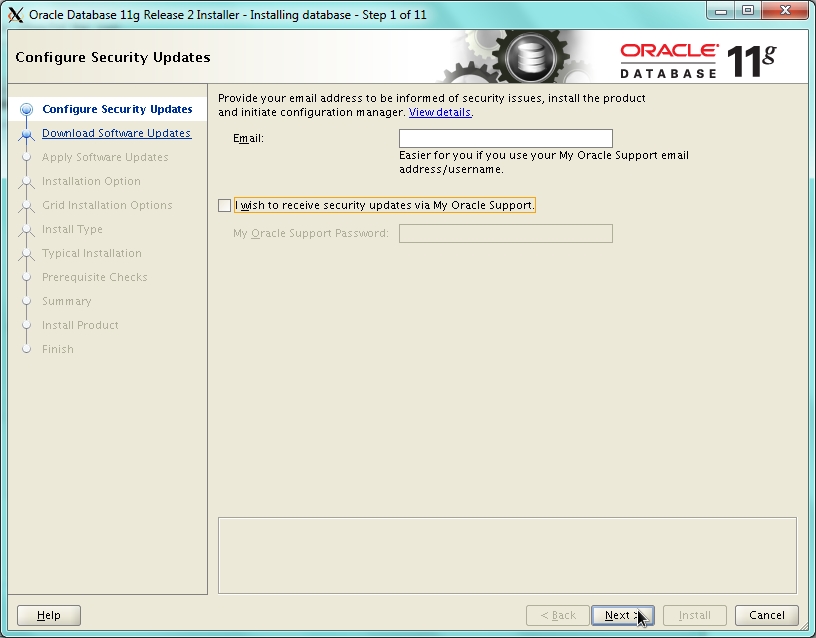 Oracle Database 11g Release 2 Installer - Installing database - Step 1 of 11
Configure Security Updates
ORACLE
DATABASE
11g
Configure Security Updates
Download Software Updates
Apply Software Updates
Installation Option
Grid Installation Options
Install Type
Typical Installation
Prerequisite Checks
Summary
Install Product
Finish
Provide your email address to be informed of security issues, install the product
and initiate configuration manager. View details.
Email:
Easier for you if you use your My Oracle Support email
address/username.
I wish to receive security updates via My Oracle Support.
My Oracle Support Password:
Help
< Back
Next >
Install
Cancel